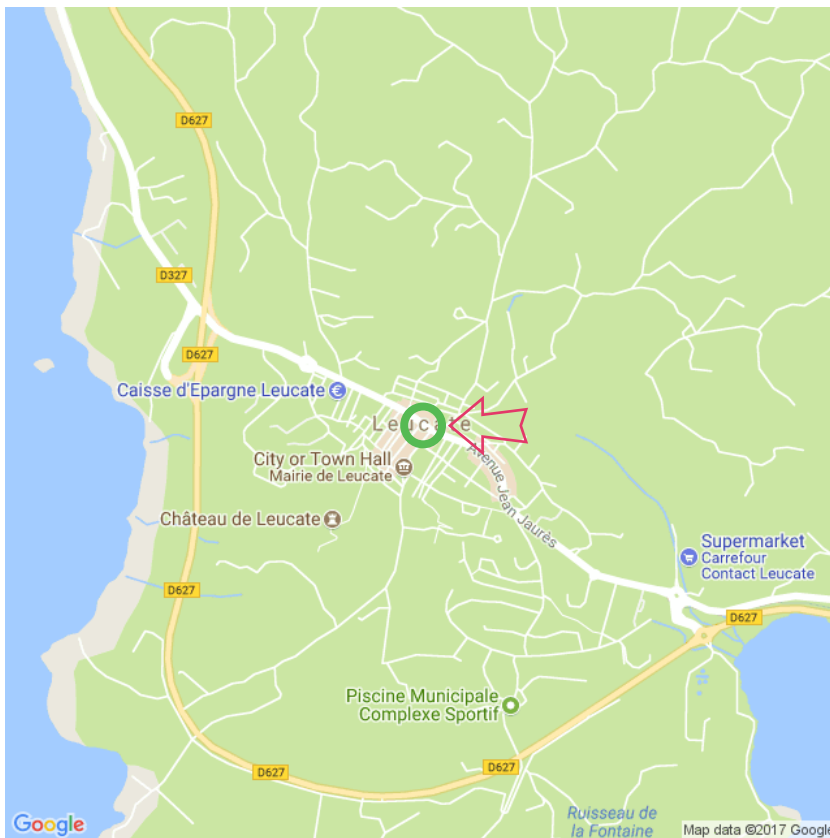 D627
D327
D627
Caisse d'Epargne Leucate
Leucate
City or Town Hall
Mairie de Leucate
Avenue Jean Jaurès
Château de Leucate
Supermarket
Carrefour
Contact Leucate
D627
D627
Piscine Municipale
Complexe Sportif
D627
D627
Ruisseau de
la Fontaine
Google
Map data ©2017 Google